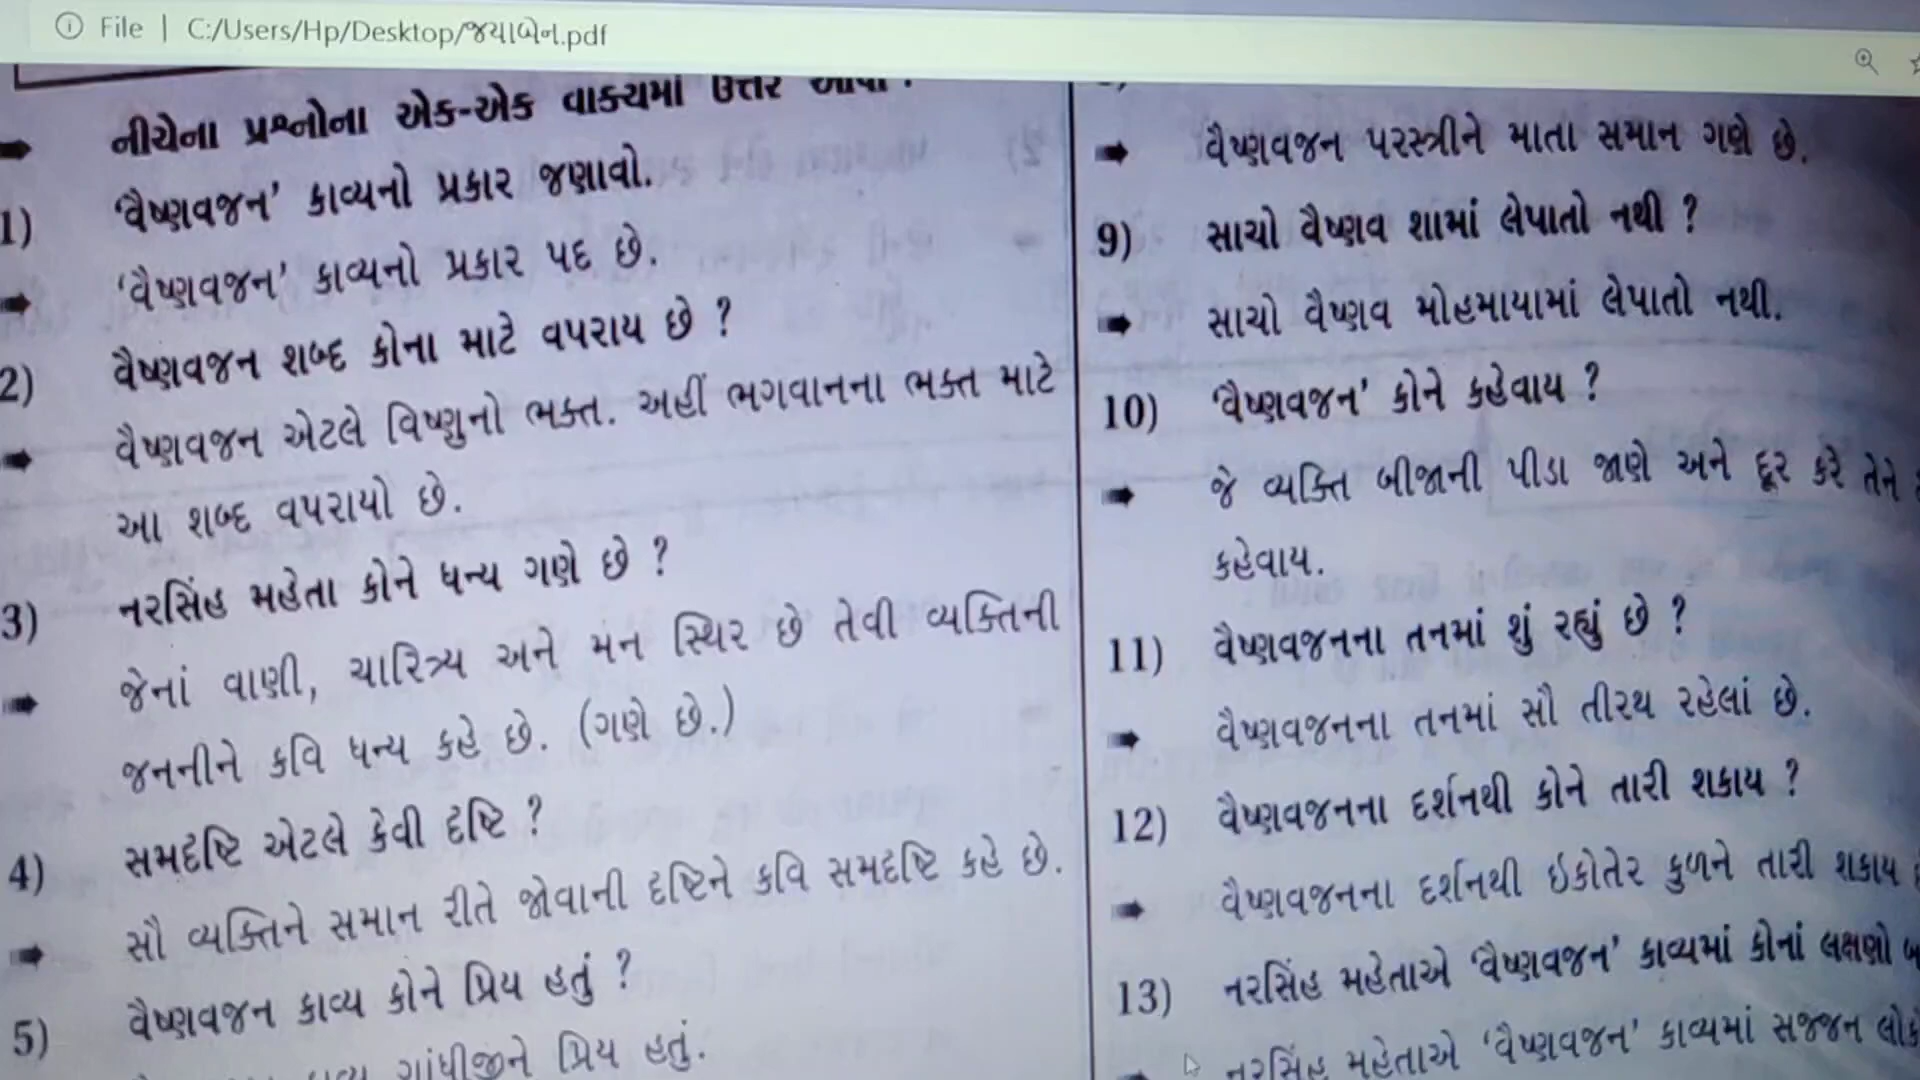 File | C:/Users/Hp/Desktop/જયાબેન.pdf
નીચેના પ્રશ્નોના એક-એક વાક્યમાં ઉત્તર આપો :
1) ‘વૈષ્ણવજન’ કાવ્યનો પ્રકાર જણાવો.
‘વૈષ્ણવજન’ કાવ્યનો પ્રકાર પદ છે.
2) વૈષ્ણવજન શબ્દ કોના માટે વપરાય છે ?
વૈષ્ણવજન એટલે વિષ્ણુનો ભક્ત. અહીં ભગવાનના ભક્ત માટે
આ શબ્દ વપરાયો છે.
3) નરસિંહ મહેતા કોને ધન્ય ગણે છે ?
જેનાં વાણી, ચારિત્ર્ય અને મન સ્થિર છે તેવી વ્યક્તિની
જનનીને કવિ ધન્ય કહે છે. (ગણે છે.)
4) સમદૃષ્ટિ એટલે કેવી દૃષ્ટિ ?
સૌ વ્યક્તિને સમાન રીતે જોવાની દૃષ્ટિને કવિ સમદૃષ્ટિ કહે છે.
5) વૈષ્ણવજન કાવ્ય કોને પ્રિય હતું ?
ગાંધીજીને પ્રિય હતું.
વૈષ્ણવજન પરસ્ત્રીને માતા સમાન ગણે છે.
9) સાચો વૈષ્ણવ શામાં લેપાતો નથી ?
સાચો વૈષ્ણવ મોહમાયામાં લેપાતો નથી.
10) ‘વૈષ્ણવજન’ કોને કહેવાય ?
જે વ્યક્તિ બીજાની પીડા જાણે અને દૂર કરે તેને
કહેવાય.
11) વૈષ્ણવજનના તનમાં શું રહ્યું છે ?
વૈષ્ણવજનના તનમાં સૌ તીરથ રહેલાં છે.
12) વૈષ્ણવજનના દર્શનથી કોને તારી શકાય ?
વૈષ્ણવજનના દર્શનથી ઇકોતેર કુળને તારી શકાય
13) નરસિંહ મહેતાએ ‘વૈષ્ણવજન’ કાવ્યમાં કોનાં લક્ષણો
નરસિંહ મહેતાએ ‘વૈષ્ણવજન’ કાવ્યમાં સજ્જન